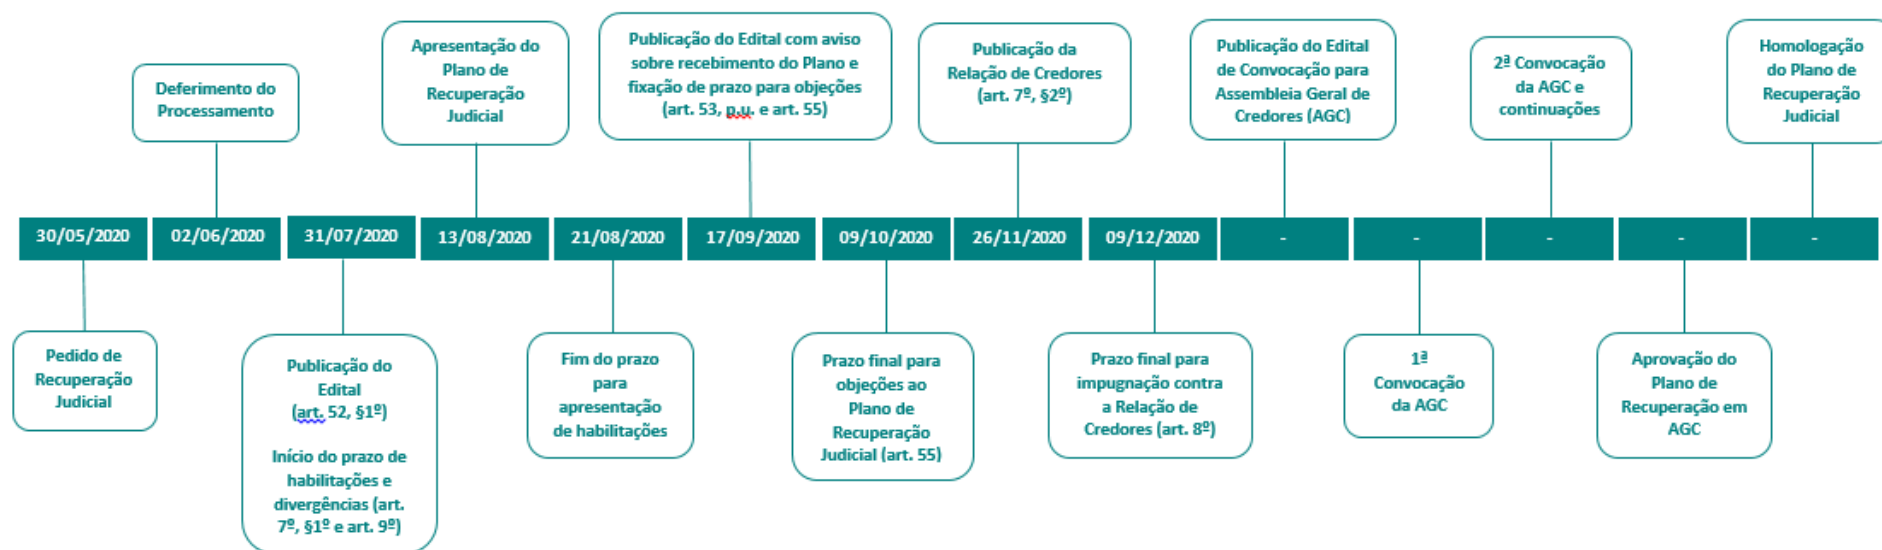 Deferimento do
Processamento
Apresentação do
Plano de
Recuperação
Judicial
Publicação do Edital com aviso
sobre recebimento do Plano e
fixação de prazo para objeções
(art. 53, p.u. e art. 55)
Publicação da
Relação de Credores
(art. 7º, §2º)
Publicação do Edital
de Convocação para
Assembleia Geral de
Credores (AGC)
2ª Convocação
da AGC e
continuações
Homologação
do Plano de
Recuperação
Judicial
30/05/2020
02/06/2020
31/07/2020
13/08/2020
21/08/2020
17/09/2020
09/10/2020
26/11/2020
09/12/2020
-
-
-
-
-
Pedido de
Recuperação
Judicial
Publicação do
Edital
(art. 52, §1º)
Início do prazo de
habilitações e
divergências (art.
7º, §1º e art. 9º)
Fim do prazo
para
apresentação
de habilitações
Prazo final para
objeções ao
Plano de
Recuperação
Judicial (art. 55)
Prazo final para
impugnação contra
a Relação de
Credores (art. 8º)
1ª
Convocação
da AGC
Aprovação do
Plano de
Recuperação em
AGC